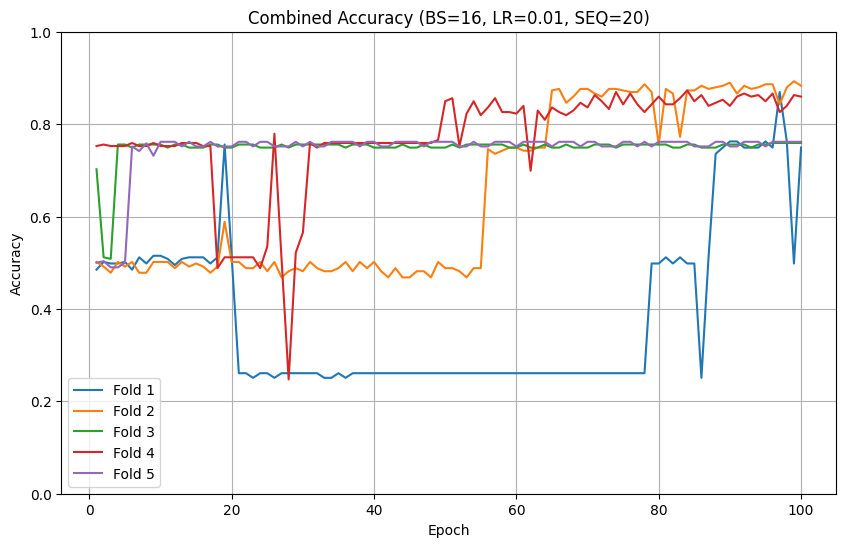 Combined Accuracy (BS=16, LR=0.01, SEQ=20)
1.0
0.8
0.6
0.4
0.2
0.0
Accuracy
Fold 1
Fold 2
Fold 3
Fold 4
Fold 5
0 20 40 60 80 100
Epoch